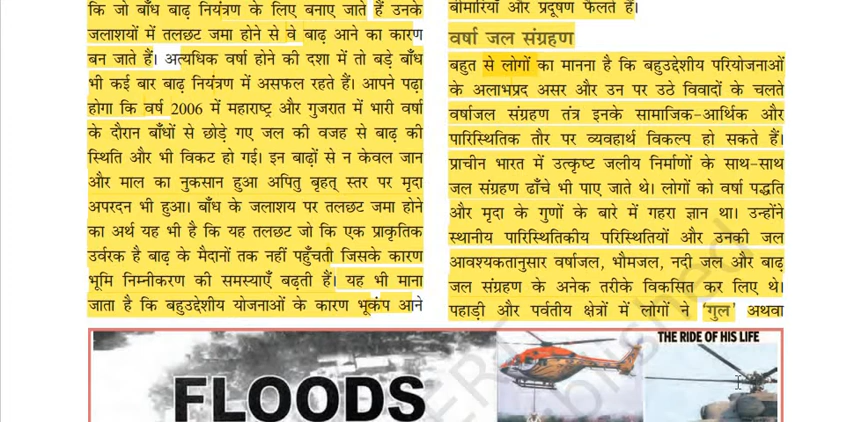 कि जो बाँध बाढ़ नियंत्रण के लिए बनाए जाते हैं उनके
जलाशयों में तलछट जमा होने से वे बाढ़ आने का कारण
बन जाते हैं। अत्यधिक वर्षा होने की दशा में तो बड़े बाँध
भी कई बार बाढ़ नियंत्रण में असफल रहते हैं। आपने पढ़ा
होगा कि वर्ष 2006 में महाराष्ट्र और गुजरात में भारी वर्षा
के दौरान बाँधों से छोड़े गए जल की वजह से बाढ़ की
स्थिति और भी विकट हो गई। इन बाढ़ों से न केवल जान
और माल का नुकसान हुआ अपितु बृहत् स्तर पर मृदा
अपरदन भी हुआ। बाँध के जलाशय पर तलछट जमा होने
का अर्थ यह भी है कि यह तलछट जो कि एक प्राकृतिक
उर्वरक है बाढ़ के मैदानों तक नहीं पहुँचती जिसके कारण
भूमि निम्नीकरण की समस्याएँ बढ़ती हैं। यह भी माना
जाता है कि बहुउद्देशीय योजनाओं के कारण भूकंप आने
बीमारियाँ और प्रदूषण फैलते हैं।
वर्षा जल संग्रहण
बहुत से लोगों का मानना है कि बहुउद्देशीय परियोजनाओं
के अलाभप्रद असर और उन पर उठे विवादों के चलते
वर्षाजल संग्रहण तंत्र इनके सामाजिक-आर्थिक और
पारिस्थितिक तौर पर व्यवहार्थ विकल्प हो सकते हैं।
प्राचीन भारत में उत्कृष्ट जलीय निर्माणों के साथ-साथ
जल संग्रहण ढाँचे भी पाए जाते थे। लोगों को वर्षा पद्धति
और मृदा के गुणों के बारे में गहरा ज्ञान था। उन्होंने
स्थानीय पारिस्थितिकीय परिस्थितियों और उनकी जल
आवश्यकतानुसार वर्षाजल, भौमजल, नदी जल और बाढ़
जल संग्रहण के अनेक तरीके विकसित कर लिए थे।
पहाड़ी और पर्वतीय क्षेत्रों में लोगों ने 'गुल' अथवा
FLOODS
THE RIDE OF HIS LIFE